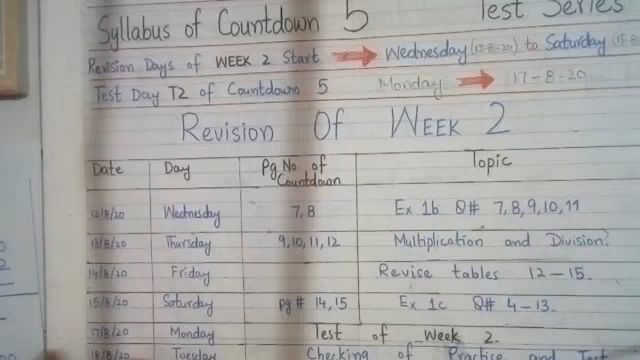 Syllabus of Countdown 5 Test Series
Revision Days of WEEK 2 Start Wednesday (12-8-20) to Saturday (15-8
Test Day T2 of Countdown 5 Monday 17-8-20
Revision Of Week 2
Date Day Pg No. of Countdown Topic
12/8/20 Wednesday 7, 8 Ex 1b Q# 7, 8, 9, 10, 11
13/8/20 Thursday 9, 10, 11, 12 Multiplication and Division?
14/8/20 Friday Revise tables 12-15.
15/8/20 Saturday pg # 14, 15 Ex 1c Q# 4-13.
17/8/20 Monday Test of Week 2.
18/8/20 Tuesday Checking of Practice and Test